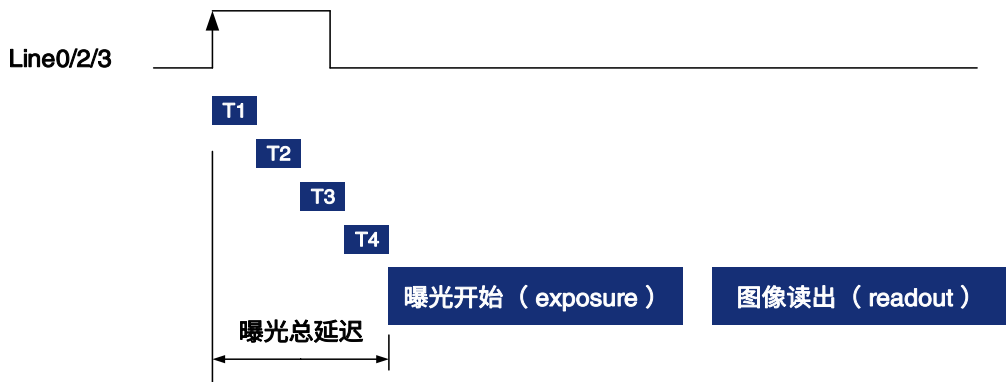 Line0/2/3
T1
T2
T3
T4
曝光开始（ exposure ）
图像读出（ readout ）
曝光总延迟